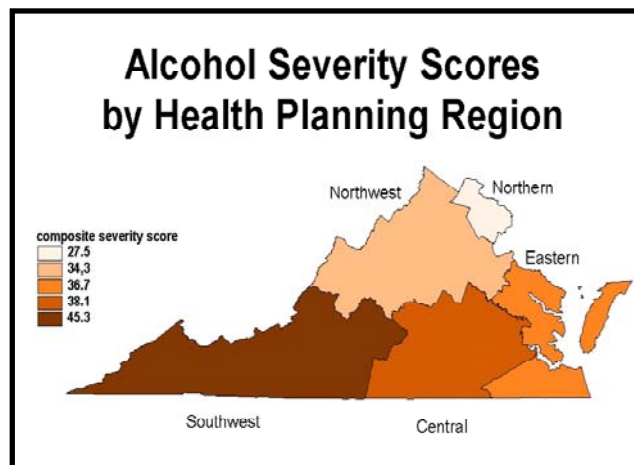 Alcohol Severity Scores
by Health Planning Region
Northwest
Northern
composite severity score
27.5
34,3
36.7
38.1
45.3
Eastern
Southwest
Central